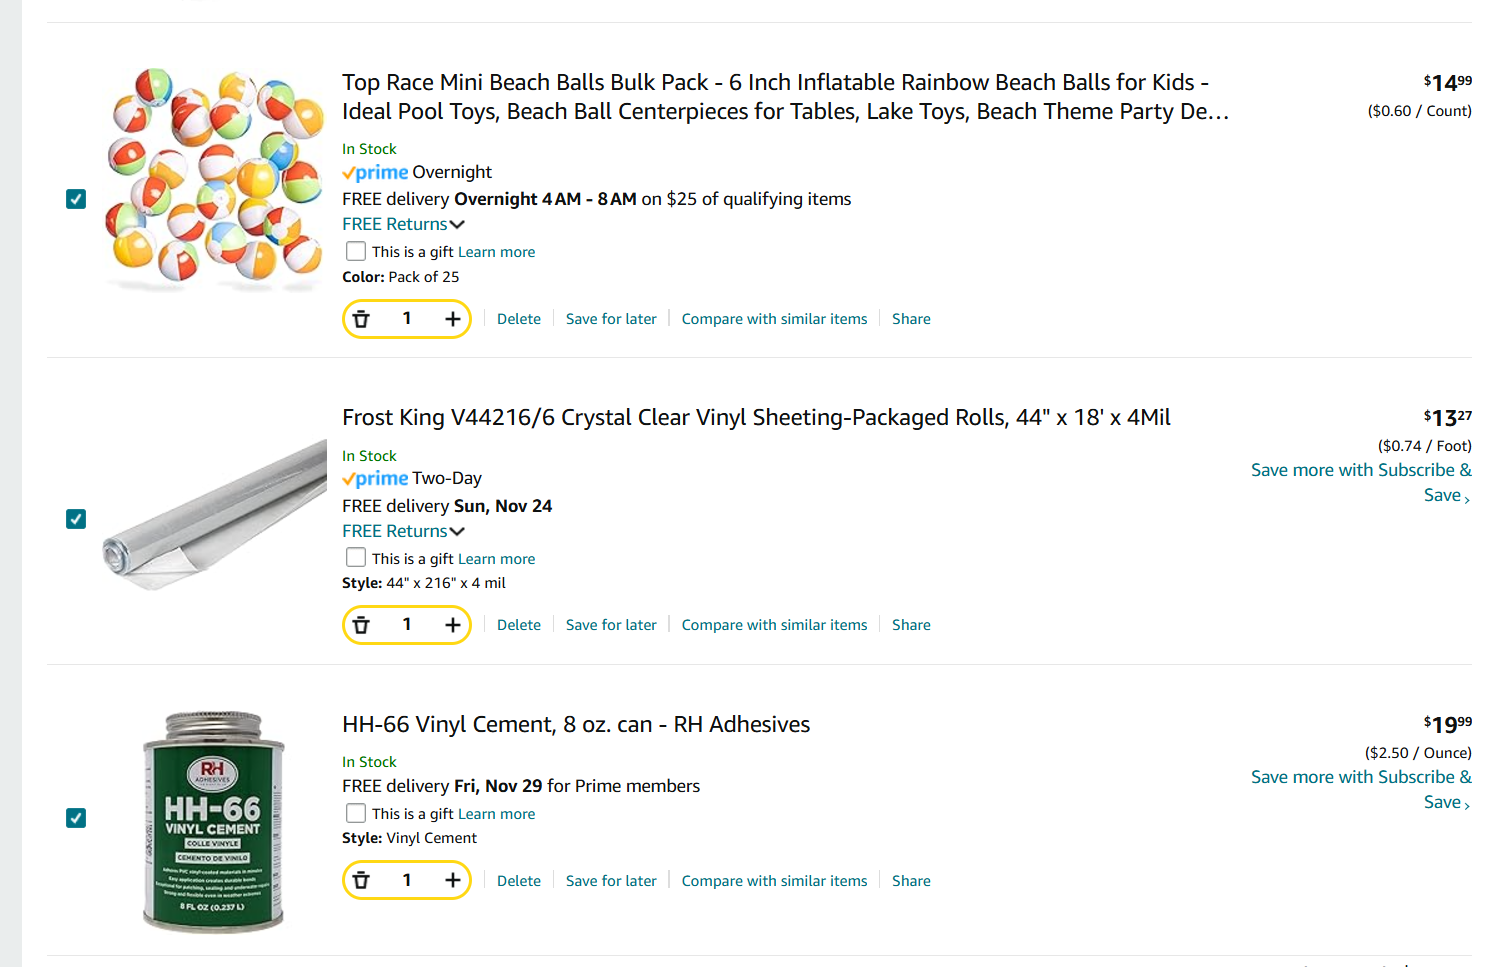 Top Race Mini Beach Balls Bulk Pack - 6 Inch Inflatable Rainbow Beach Balls for Kids -
$14.99
Ideal Pool Toys, Beach Ball Centerpieces for Tables, Lake Toys, Beach Theme Party De...
($0.60 / Count)
In Stock
prime Overnight
FREE delivery Overnight 4 AM - 8 AM on $25 of qualifying items
FREE Returns
This is a gift Learn more
Color: Pack of 25
1
Delete
Save for later
Compare with similar items
Share
Frost King V44216/6 Crystal Clear Vinyl Sheeting-Packaged Rolls, 44" x 18' x 4Mil
$13.27
($0.74 / Foot)
Save more with Subscribe &
Save ›
In Stock
prime Two-Day
FREE delivery Sun, Nov 24
FREE Returns
This is a gift Learn more
Style: 44" x 216" x 4 mil
1
Delete
Save for later
Compare with similar items
Share
RH
ADHESIVES
HH-66
VINYL CEMENT
COLLE VINYLE
CEMENTO DE VINILO
8 FL OZ (0.237 L)
HH-66 Vinyl Cement, 8 oz. can - RH Adhesives
$19.99
($2.50 / Ounce)
Save more with Subscribe &
Save ›
In Stock
FREE delivery Fri, Nov 29 for Prime members
This is a gift Learn more
Style: Vinyl Cement
1
Delete
Save for later
Compare with similar items
Share